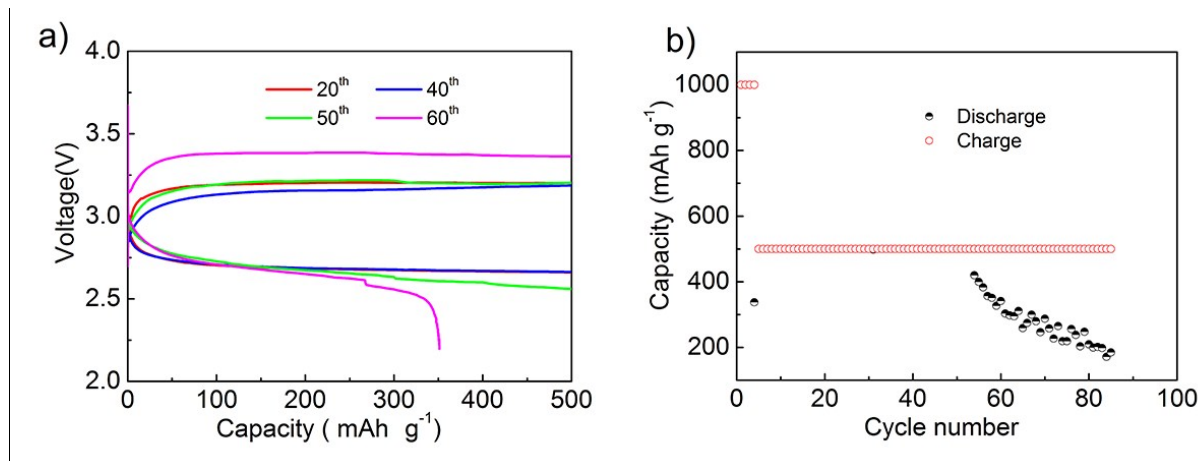 a)
4.0
3.5
3.0
2.5
2.0
Voltage(V)
20th 40th
50th 60th
0 100 200 300 400 500
Capacity ( mAh g-1)
b)
1000
800
600
400
200
Capacity (mAh g-1)
Discharge
Charge
0 20 40 60 80 100
Cycle number